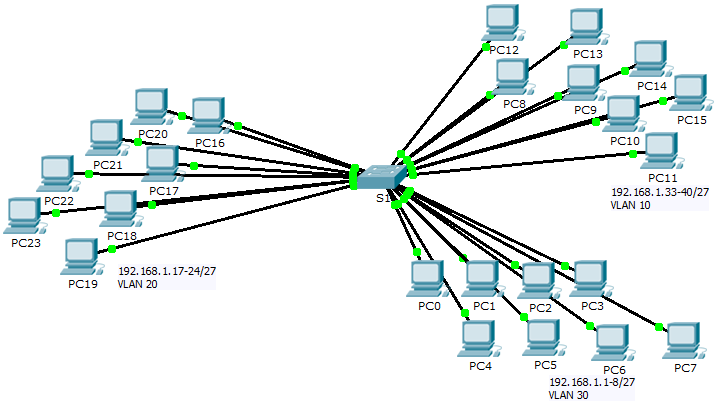 PC12
PC13
PC14
PC8
PC9
PC15
PC10
PC11
192.168.1.33-40/27
VLAN 10
PC20
PC16
PC21
PC17
PC22
PC18
PC23
PC19
192.168.1.17-24/27
VLAN 20
S1
PC0
PC1
PC2
PC3
PC4
PC5
PC6
PC7
192.168.1.1-8/27
VLAN 30